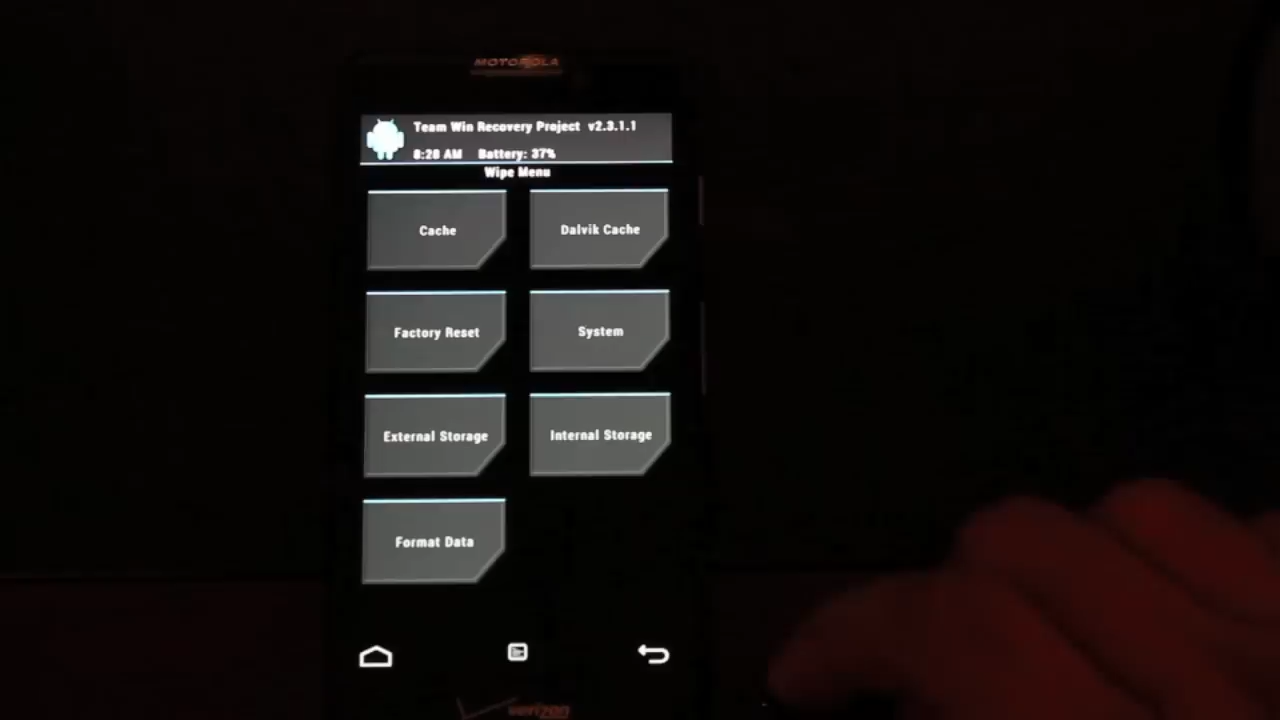 MOTOROLA
Team Win Recovery Project v2.3.1.1
8:28 AM Battery: 37%
Wipe Menu
Cache
Dalvik Cache
Factory Reset
System
External Storage
Internal Storage
Format Data
verizon